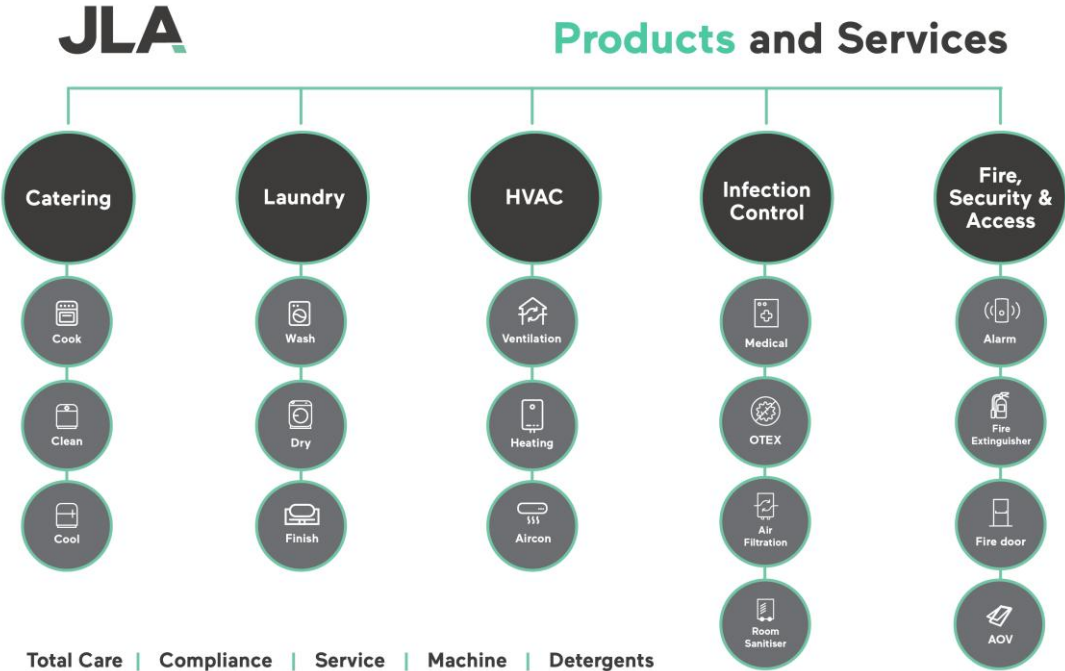 JLA
Products and Services
Catering
Laundry
HVAC
Infection
Control
Fire,
Security &
Access
Cook
Wash
Ventilation
Medical
Alarm
Clean
Dry
Heating
OTEX
Fire
Extinguisher
Cool
Finish
Aircon
Air
Filtration
Fire door
Room
Sanitiser
AOV
Total Care | Compliance | Service | Machine | Detergents